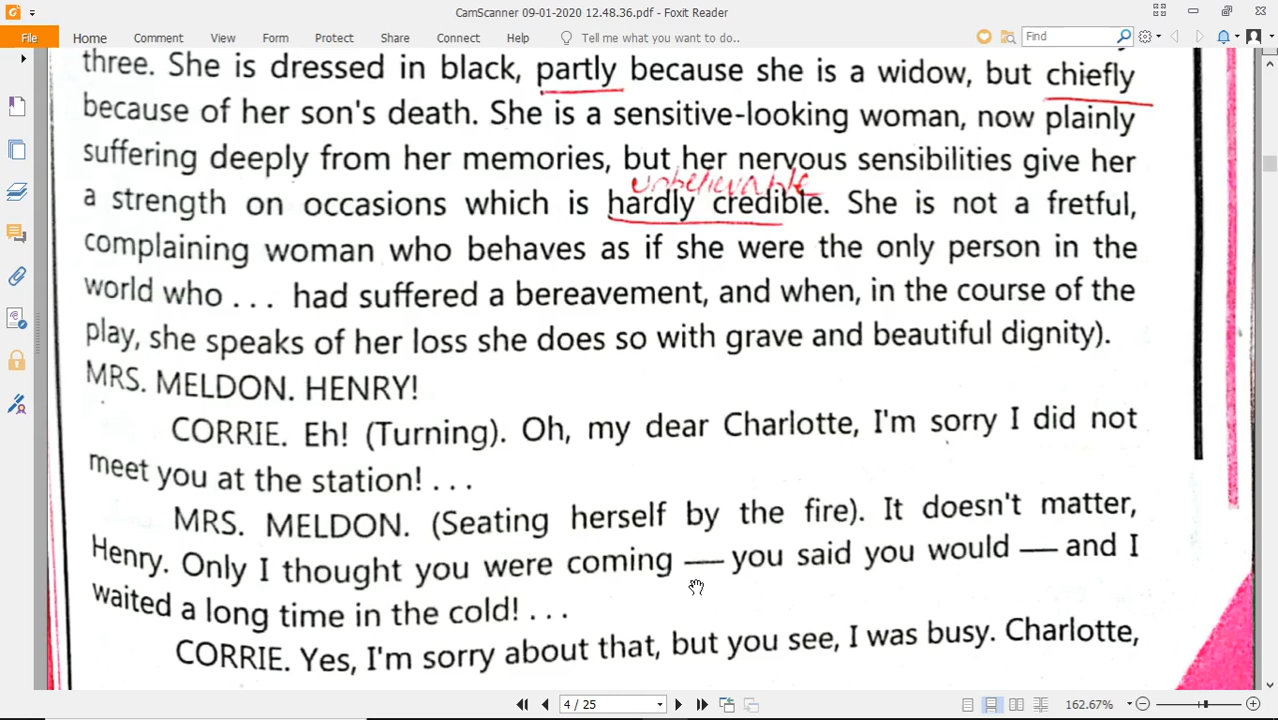 CamScanner 09-01-2020 12.48.36.pdf - Foxit Reader
File Home Comment View Form Protect Share Connect Help Tell me what you want to do.. Find
three. She is dressed in black, partly because she is a widow, but chiefly
because of her son's death. She is a sensitive-looking woman, now plainly
suffering deeply from her memories, but her nervous sensibilities give her
unbelievable
a strength on occasions which is hardly credible. She is not a fretful,
complaining woman who behaves as if she were the only person in the
world who . . . had suffered a bereavement, and when, in the course of the
play, she speaks of her loss she does so with grave and beautiful dignity).
MRS. MELDON. HENRY!
CORRIE. Eh! (Turning). Oh, my dear Charlotte, I'm sorry I did not
meet you at the station! . . .
MRS. MELDON. (Seating herself by the fire). It doesn't matter,
Henry. Only I thought you were coming — you said you would — and I
waited a long time in the cold! . . .
CORRIE. Yes, I'm sorry about that, but you see, I was busy. Charlotte,
4 / 25 162.67%